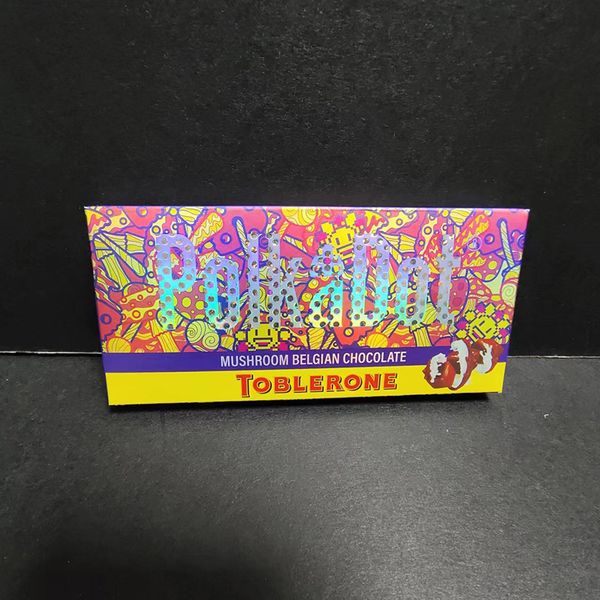 PolkaDot
MUSHROOM BELGIAN CHOCOLATE
TOBLERONE